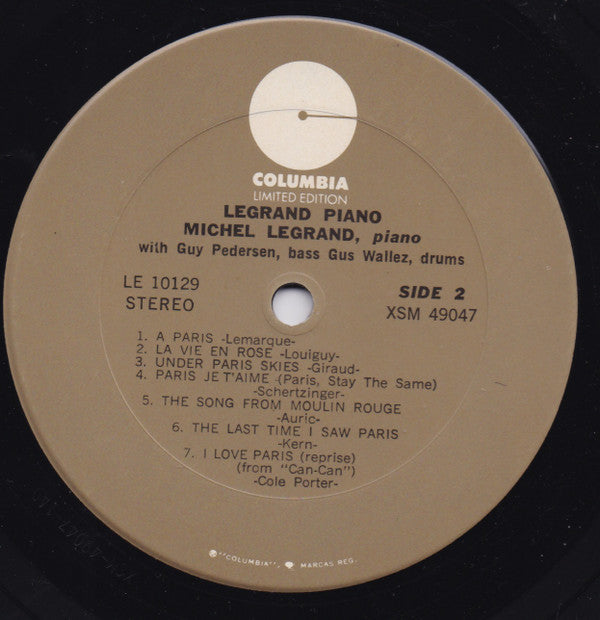 COLUMBIA
LIMITED EDITION
LEGRAND PIANO
MICHEL LEGRAND, piano
with Guy Pedersen, bass Gus Wallez, drums
LE 10129
STEREO
SIDE 2
XSM 49047
1. A PARIS -Lemarque-
2. LA VIE EN ROSE -Louiguy-
3. UNDER PARIS SKIES -Giraud-
4. PARIS JE T'AIME (Paris, Stay The Same)
-Schertzinger-
5. THE SONG FROM MOULIN ROUGE
-Auric-
6. THE LAST TIME I SAW PARIS
-Kern-
7. I LOVE PARIS (reprise)
(from "Can-Can")
-Cole Porter-
® "COLUMBIA", MARCAS REG.